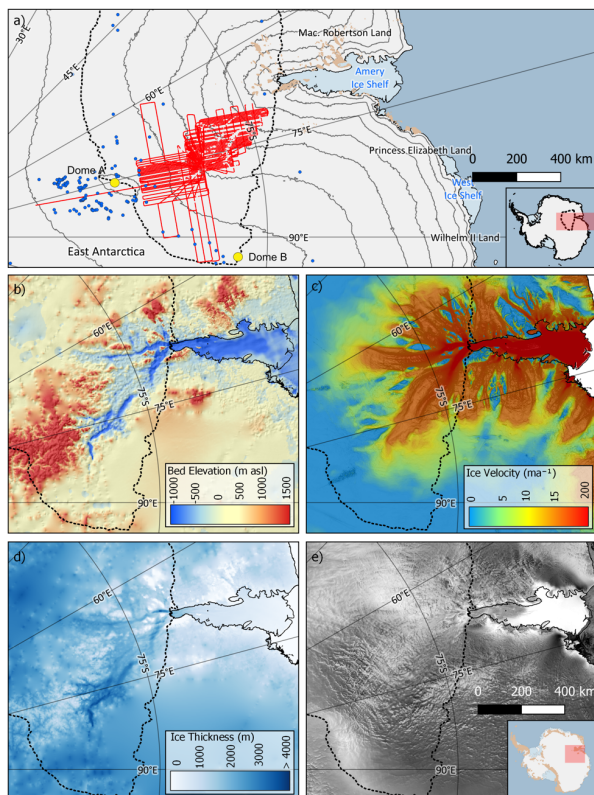 a)
30°E
45°E
60°E
75°S
75°E
90°E
Mac. Robertson Land
Amery
Ice Shelf
Princess Elizabeth Land
West
Ice Shelf
Wilhelm II Land
Dome A
Dome B
East Antarctica
0 200 400 km
b)
60°E
75°S
75°E
90°E
Bed Elevation (m asl)
-1000
-500
0
500
1500
c)
60°E
75°S
75°E
90°E
Ice Velocity (ma⁻¹)
0
5
10
15
200
d)
60°E
75°S
75°E
90°E
Ice Thickness (m)
0
1000
2000
3000
> 4000
e)
60°E
75°S
75°E
90°E
0 200 400 km